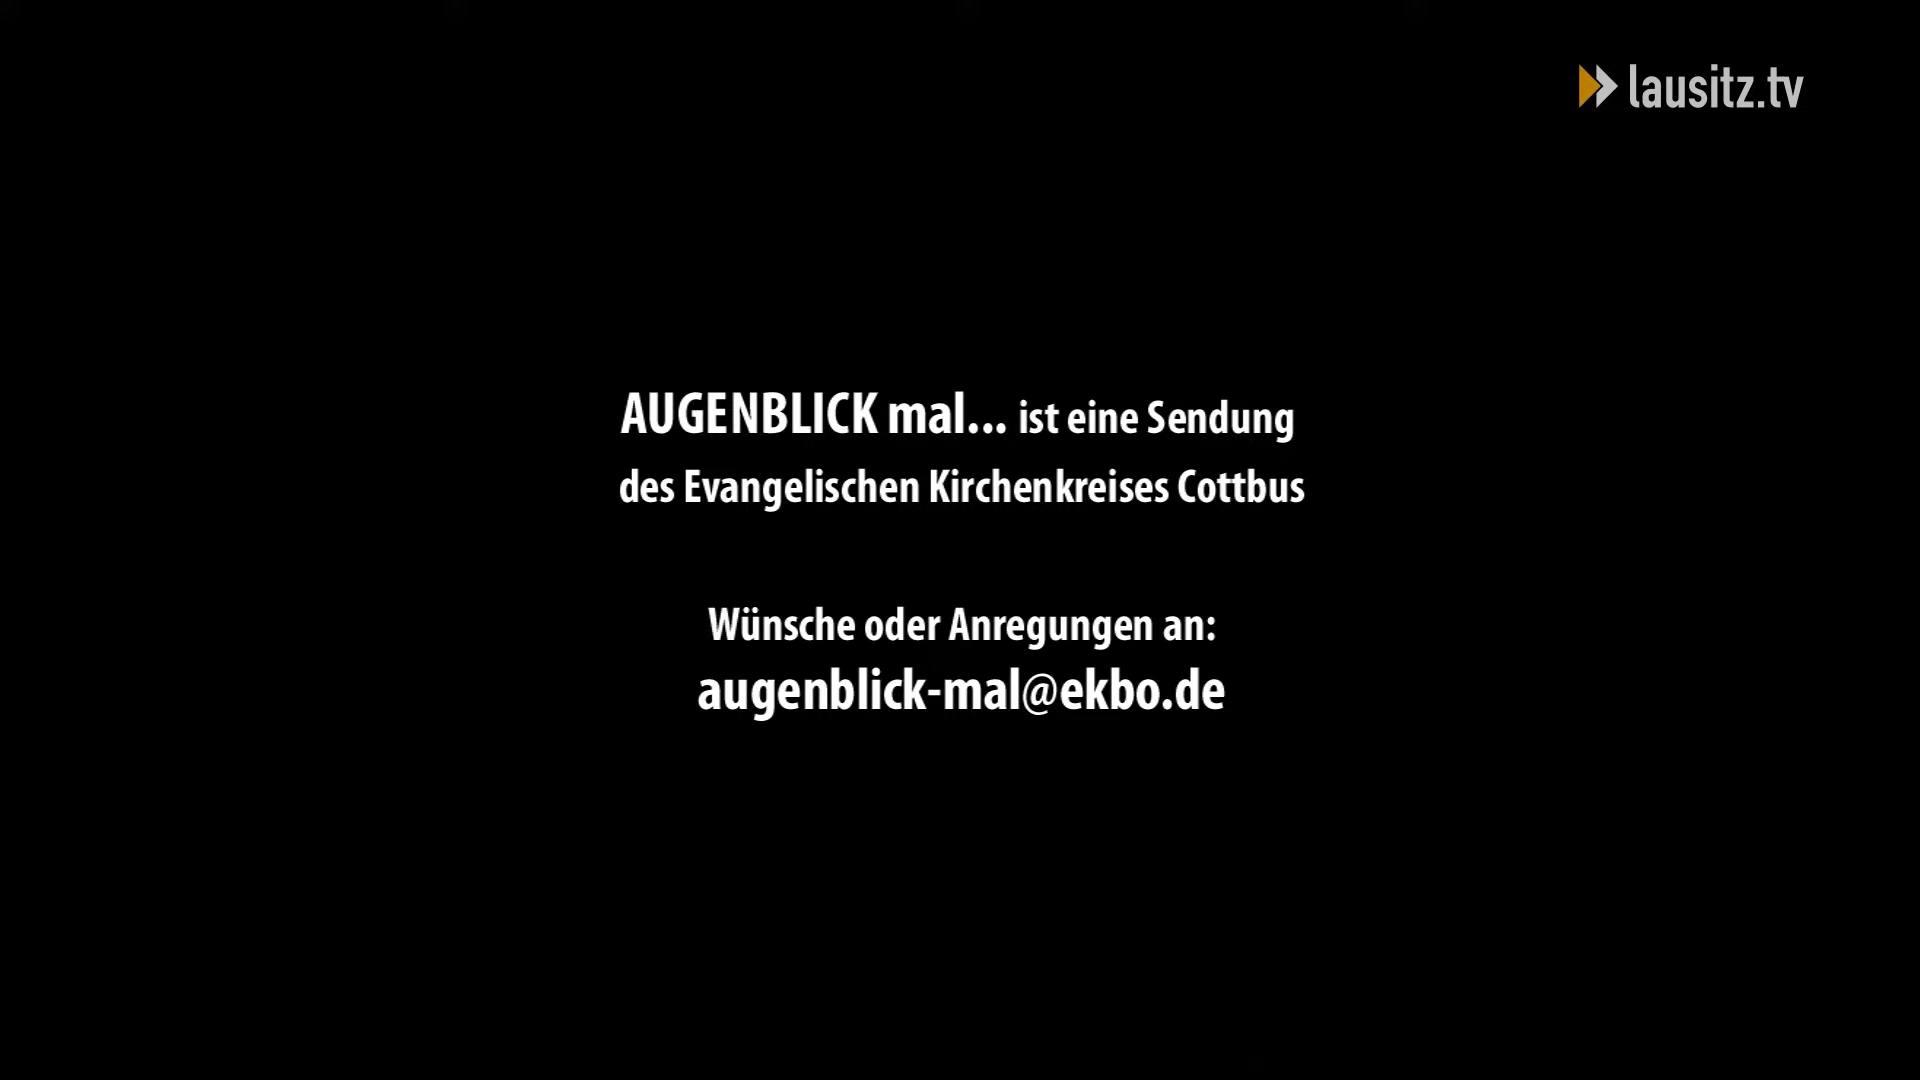 lausitz.tv
AUGENBLICK mal... ist eine Sendung
des Evangelischen Kirchenkreises Cottbus
Wünsche oder Anregungen an:
augenblick-mal@ekbo.de